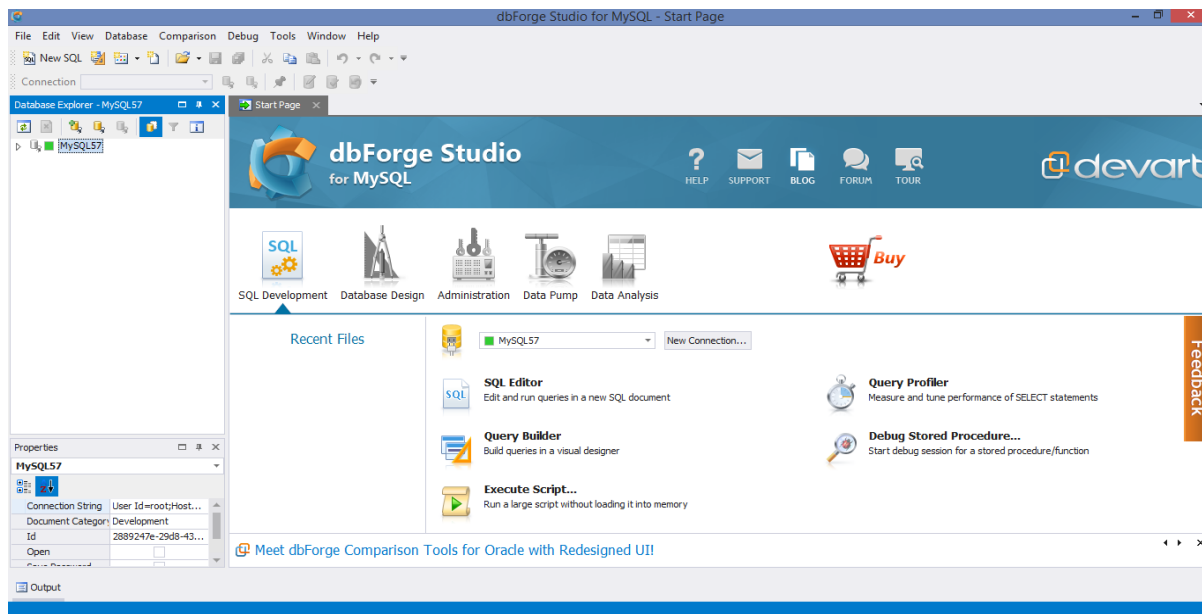 dbForge Studio for MySQL - Start Page
File Edit View Database Comparison Debug Tools Window Help
New SQL
Connection
Database Explorer - MySQL57
Start Page
MySQL57
dbForge Studio
for MySQL
HELP SUPPORT BLOG FORUM TOUR
devart
SQL
SQL Development Database Design Administration Data Pump Data Analysis
Buy
Recent Files
MySQL57 New Connection...
SQL
SQL Editor
Edit and run queries in a new SQL document
Query Profiler
Measure and tune performance of SELECT statements
Query Builder
Build queries in a visual designer
Debug Stored Procedure...
Start debug session for a stored procedure/function
Execute Script...
Run a large script without loading it into memory
Feedback
Properties
MySQL57
Connection String User Id=root;Host...
Document Category Development
Id 2889247e-29d8-43...
Open
Meet dbForge Comparison Tools for Oracle with Redesigned UI!
Output